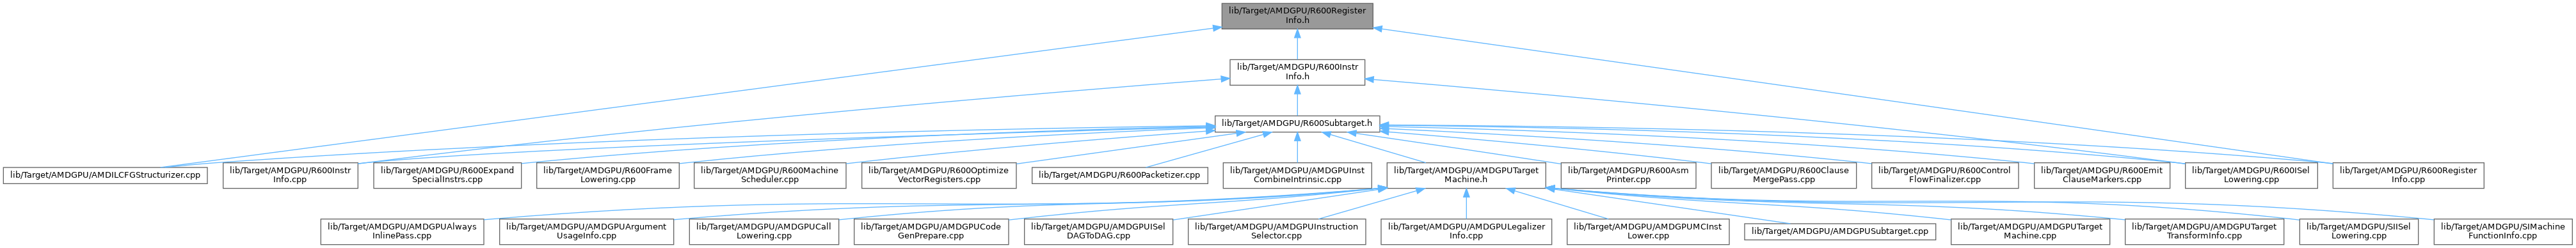 lib/Target/AMDGPU/R600Register
Info.h
lib/Target/AMDGPU/R600Instr
Info.h
lib/Target/AMDGPU/R600Subtarget.h
lib/Target/AMDGPU/AMDILCFGStructurizer.cpp
lib/Target/AMDGPU/R600Instr
Info.cpp
lib/Target/AMDGPU/R600Expand
SpecialInstrs.cpp
lib/Target/AMDGPU/R600Frame
Lowering.cpp
lib/Target/AMDGPU/R600Machine
Scheduler.cpp
lib/Target/AMDGPU/R600Optimize
VectorRegisters.cpp
lib/Target/AMDGPU/R600Packetizer.cpp
lib/Target/AMDGPU/AMDGPUInst
CombineIntrinsic.cpp
lib/Target/AMDGPU/AMDGPUTarget
Machine.h
lib/Target/AMDGPU/R600Asm
Printer.cpp
lib/Target/AMDGPU/R600Clause
MergePass.cpp
lib/Target/AMDGPU/R600Control
FlowFinalizer.cpp
lib/Target/AMDGPU/R600Emit
ClauseMarkers.cpp
lib/Target/AMDGPU/R600ISel
Lowering.cpp
lib/Target/AMDGPU/R600Register
Info.cpp
lib/Target/AMDGPU/AMDGPUAlways
InlinePass.cpp
lib/Target/AMDGPU/AMDGPUArgument
UsageInfo.cpp
lib/Target/AMDGPU/AMDGPUCall
Lowering.cpp
lib/Target/AMDGPU/AMDGPUCode
GenPrepare.cpp
lib/Target/AMDGPU/AMDGPUISel
DAGToDAG.cpp
lib/Target/AMDGPU/AMDGPUInstruction
Selector.cpp
lib/Target/AMDGPU/AMDGPULegalizer
Info.cpp
lib/Target/AMDGPU/AMDGPUMCInst
Lower.cpp
lib/Target/AMDGPU/AMDGPUSubtarget.cpp
lib/Target/AMDGPU/AMDGPUTarget
Machine.cpp
lib/Target/AMDGPU/AMDGPUTarget
TransformInfo.cpp
lib/Target/AMDGPU/SIISel
Lowering.cpp
lib/Target/AMDGPU/SIMachine
FunctionInfo.cpp